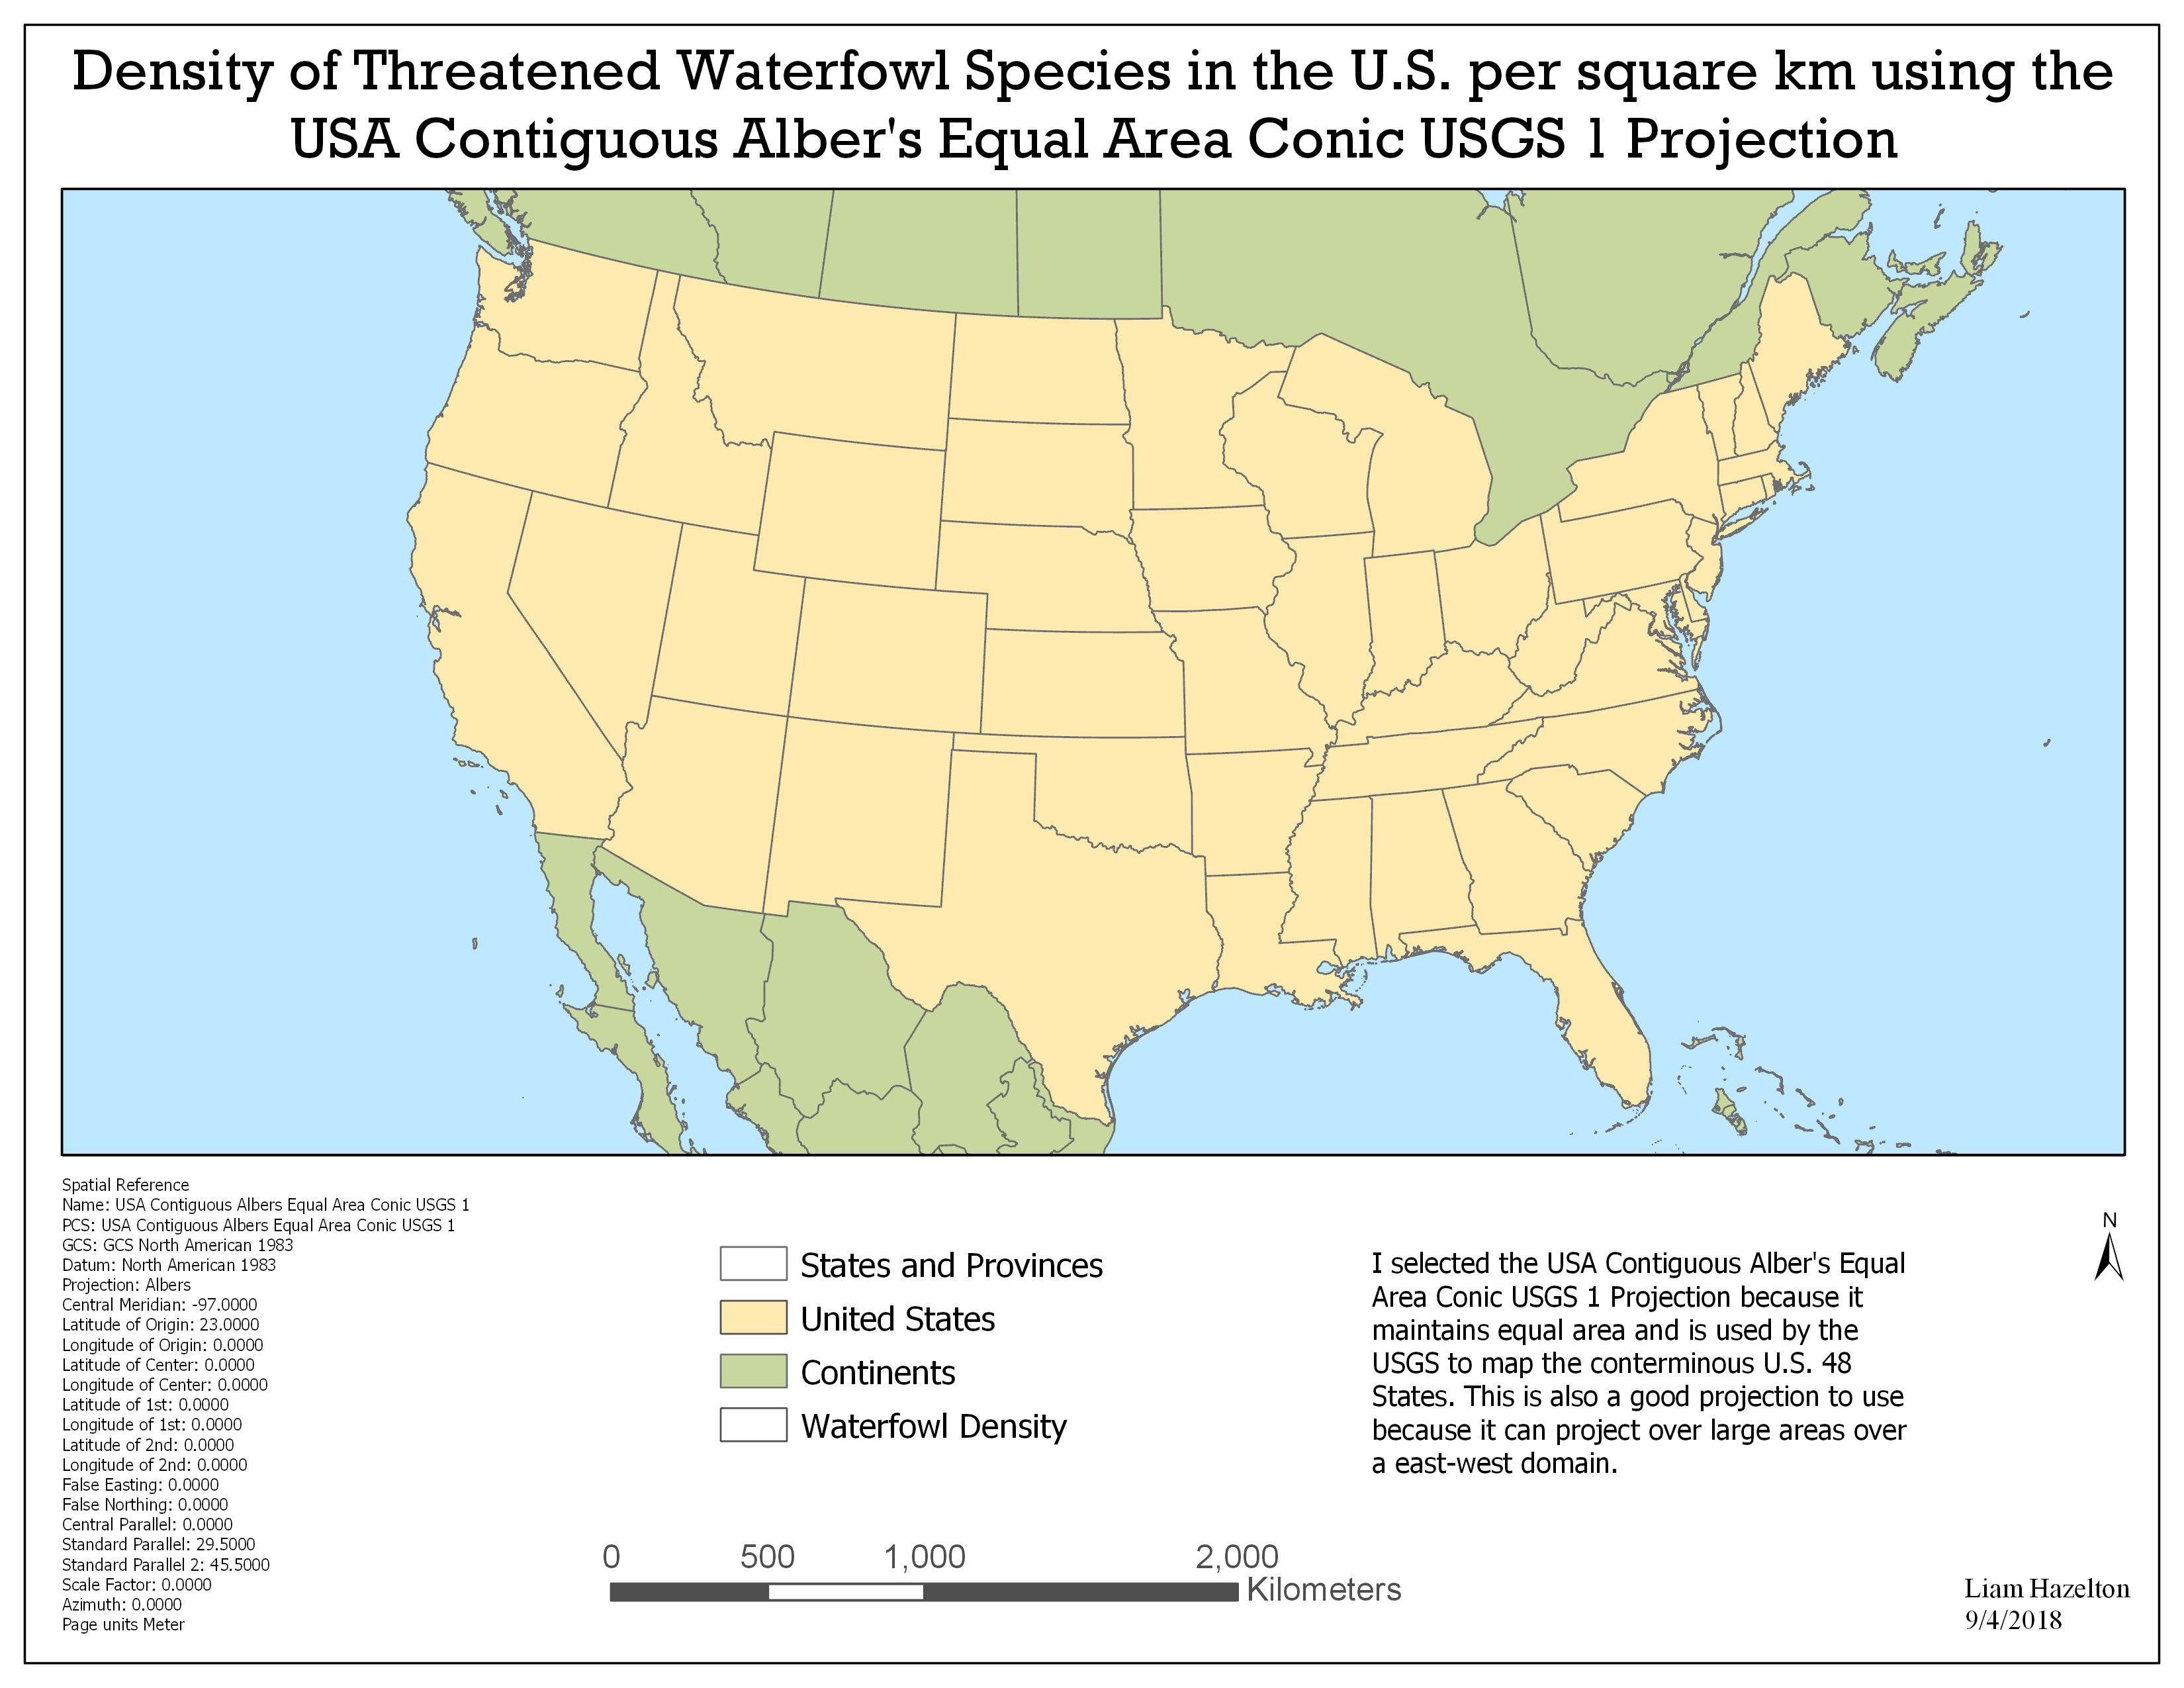 Density of Threatened Waterfowl Species in the U.S. per square km using the
USA Contiguous Alber's Equal Area Conic USGS 1 Projection
Spatial Reference
Name: USA Contiguous Albers Equal Area Conic USGS 1
PCS: USA Contiguous Albers Equal Area Conic USGS 1
GCS: GCS North American 1983
Datum: North American 1983
Projection: Albers
Central Meridian: -97.0000
Latitude of Origin: 23.0000
Longitude of Origin: 0.0000
Latitude of Center: 0.0000
Longitude of Center: 0.0000
Latitude of 1st: 0.0000
Longitude of 1st: 0.0000
Latitude of 2nd: 0.0000
Longitude of 2nd: 0.0000
False Easting: 0.0000
False Northing: 0.0000
Central Parallel: 0.0000
Standard Parallel: 29.5000
Standard Parallel 2: 45.5000
Scale Factor: 0.0000
Azimuth: 0.0000
Page units Meter
States and Provinces
United States
Continents
Waterfowl Density
0 500 1,000 2,000
Kilometers
I selected the USA Contiguous Alber's Equal
Area Conic USGS 1 Projection because it
maintains equal area and is used by the
USGS to map the conterminous U.S. 48
States. This is also a good projection to use
because it can project over large areas over
a east-west domain.
N
Liam Hazelton
9/4/2018